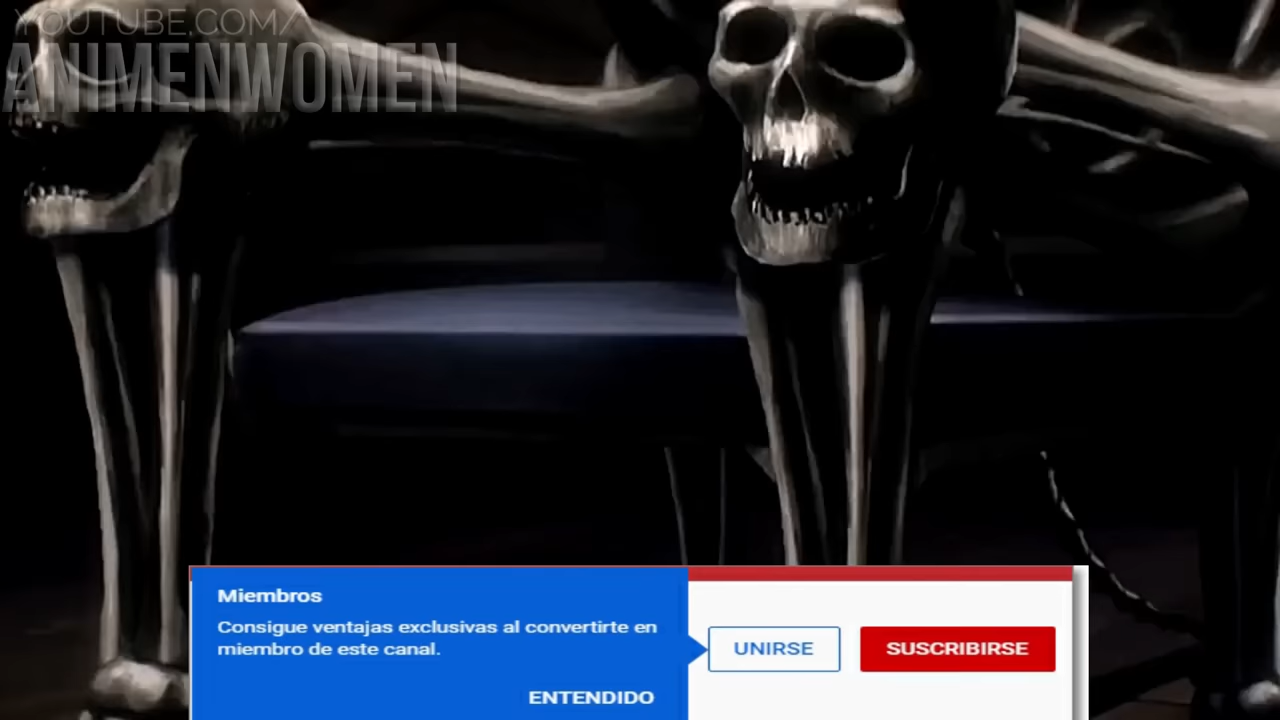 YOUTUBE.COM/
ANIMENWOMEN
Miembros
Consigue ventajas exclusivas al convertirte en
miembro de este canal.
UNIRSE
SUSCRIBIRSE
ENTENDIDO